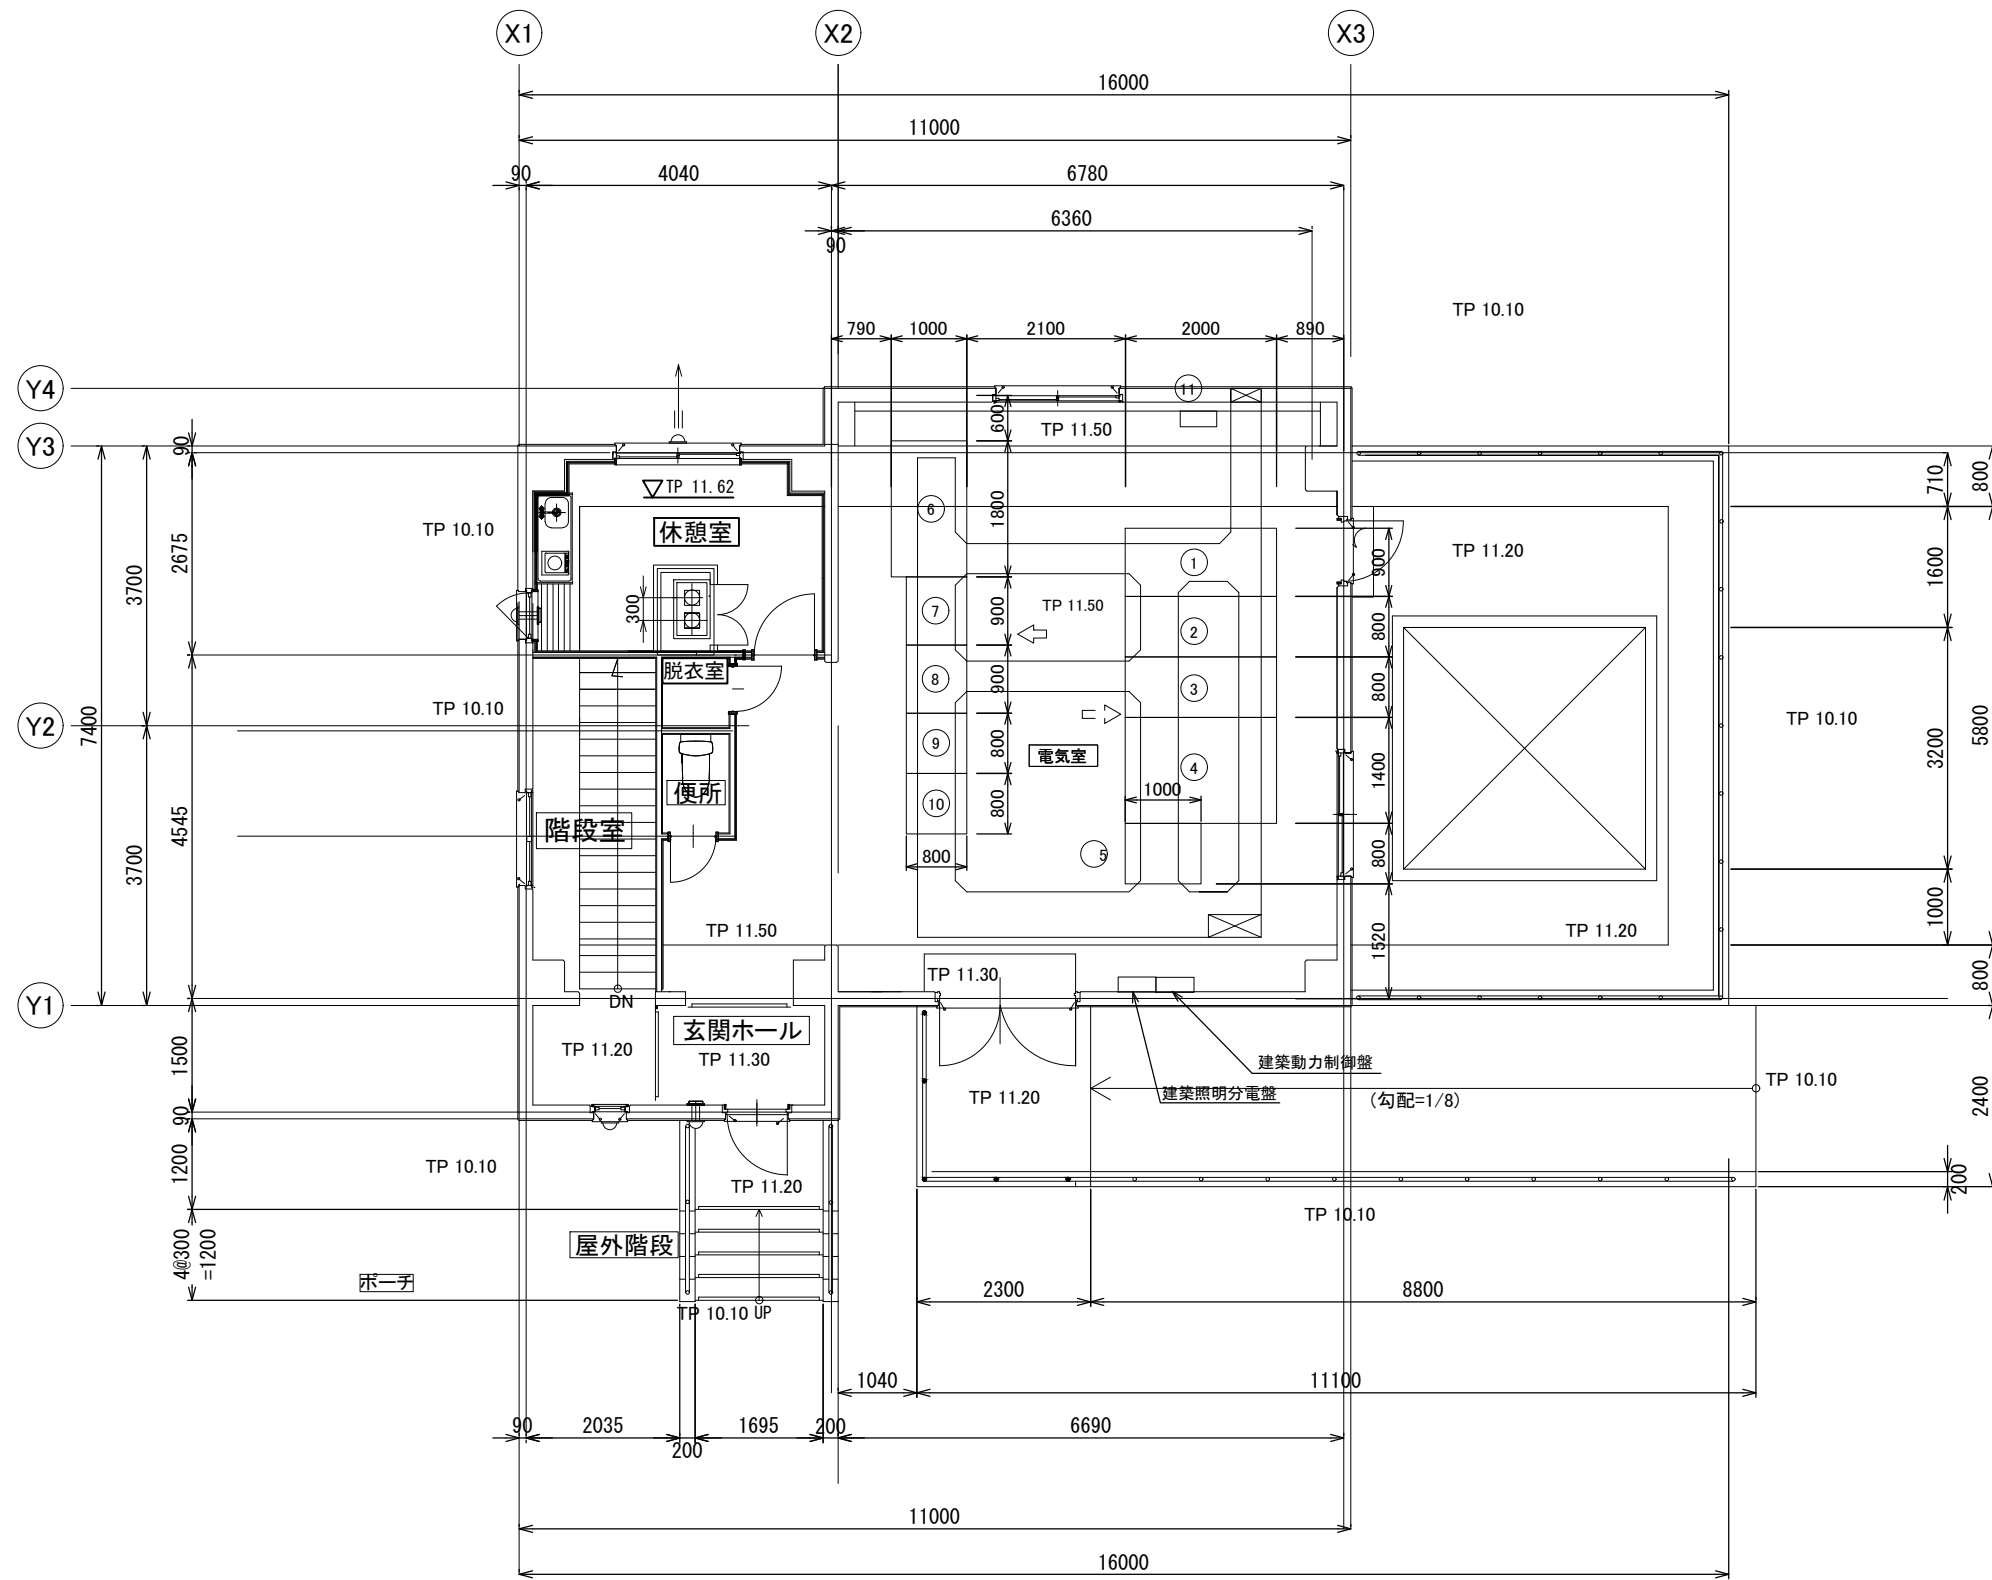 X1
X2
X3
16000
11000
90
4040
6780
6360
90
TP 10.10
790
1000
2100
2000
890
Y4
11
600
TP 11.50
Y3
90
710
800
TP 11.62
TP 10.10
休憩室
6
1800
TP 11.20
2675
3700
1
900
1600
300
7
900
TP 11.50
2
800
脱衣室
8
900
3
800
TP 10.10
Y2
7400
TP 10.10
5800
3200
9
800
電気室
4
1400
便所
階段室
10
800
1000
4545
3700
800
5
800
1000
TP 11.50
1520
TP 11.20
TP 11.30
800
Y1
DN
玄関ホール
TP 11.20
TP 11.30
1500
建築動力制御盤
TP 11.20
建築照明分電盤
(勾配=1/8)
TP 10.10
2400
90
1200
TP 10.10
TP 11.20
200
TP 10.10
屋外階段
4@300
=1200
ポーチ
TP 10.10 UP
2300
8800
1040
11100
90
2035
200
1695
200
6690
11000
16000